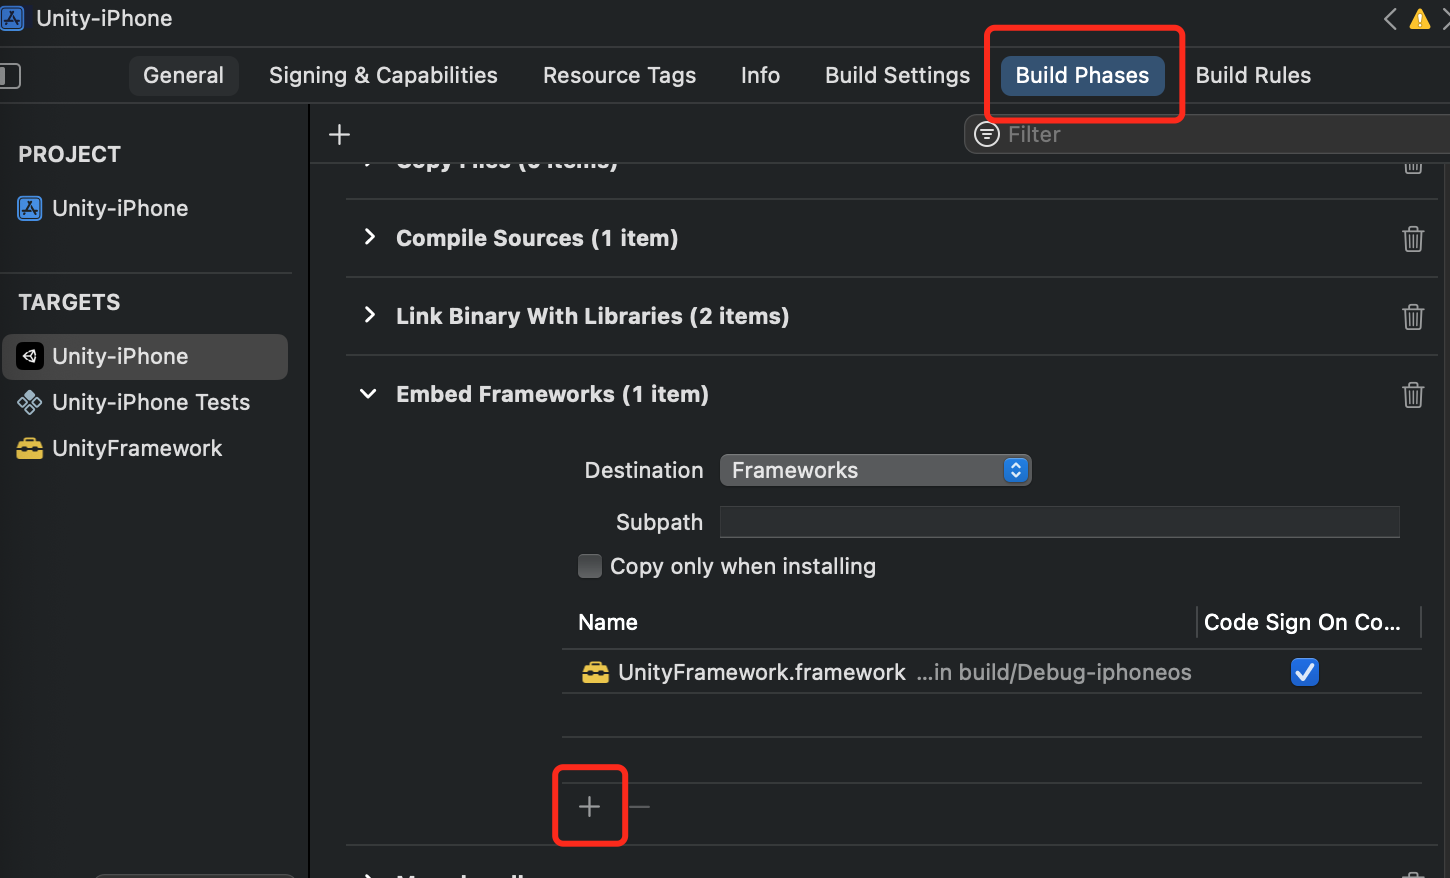 Unity-iPhone
General Signing & Capabilities Resource Tags Info Build Settings Build Phases Build Rules
Filter
PROJECT
Unity-iPhone
TARGETS
Unity-iPhone
Unity-iPhone Tests
UnityFramework
Compile Sources (1 item)
Link Binary With Libraries (2 items)
Embed Frameworks (1 item)
Destination Frameworks
Subpath
Copy only when installing
Name Code Sign On Co...
UnityFramework.framework ...in build/Debug-iphoneos